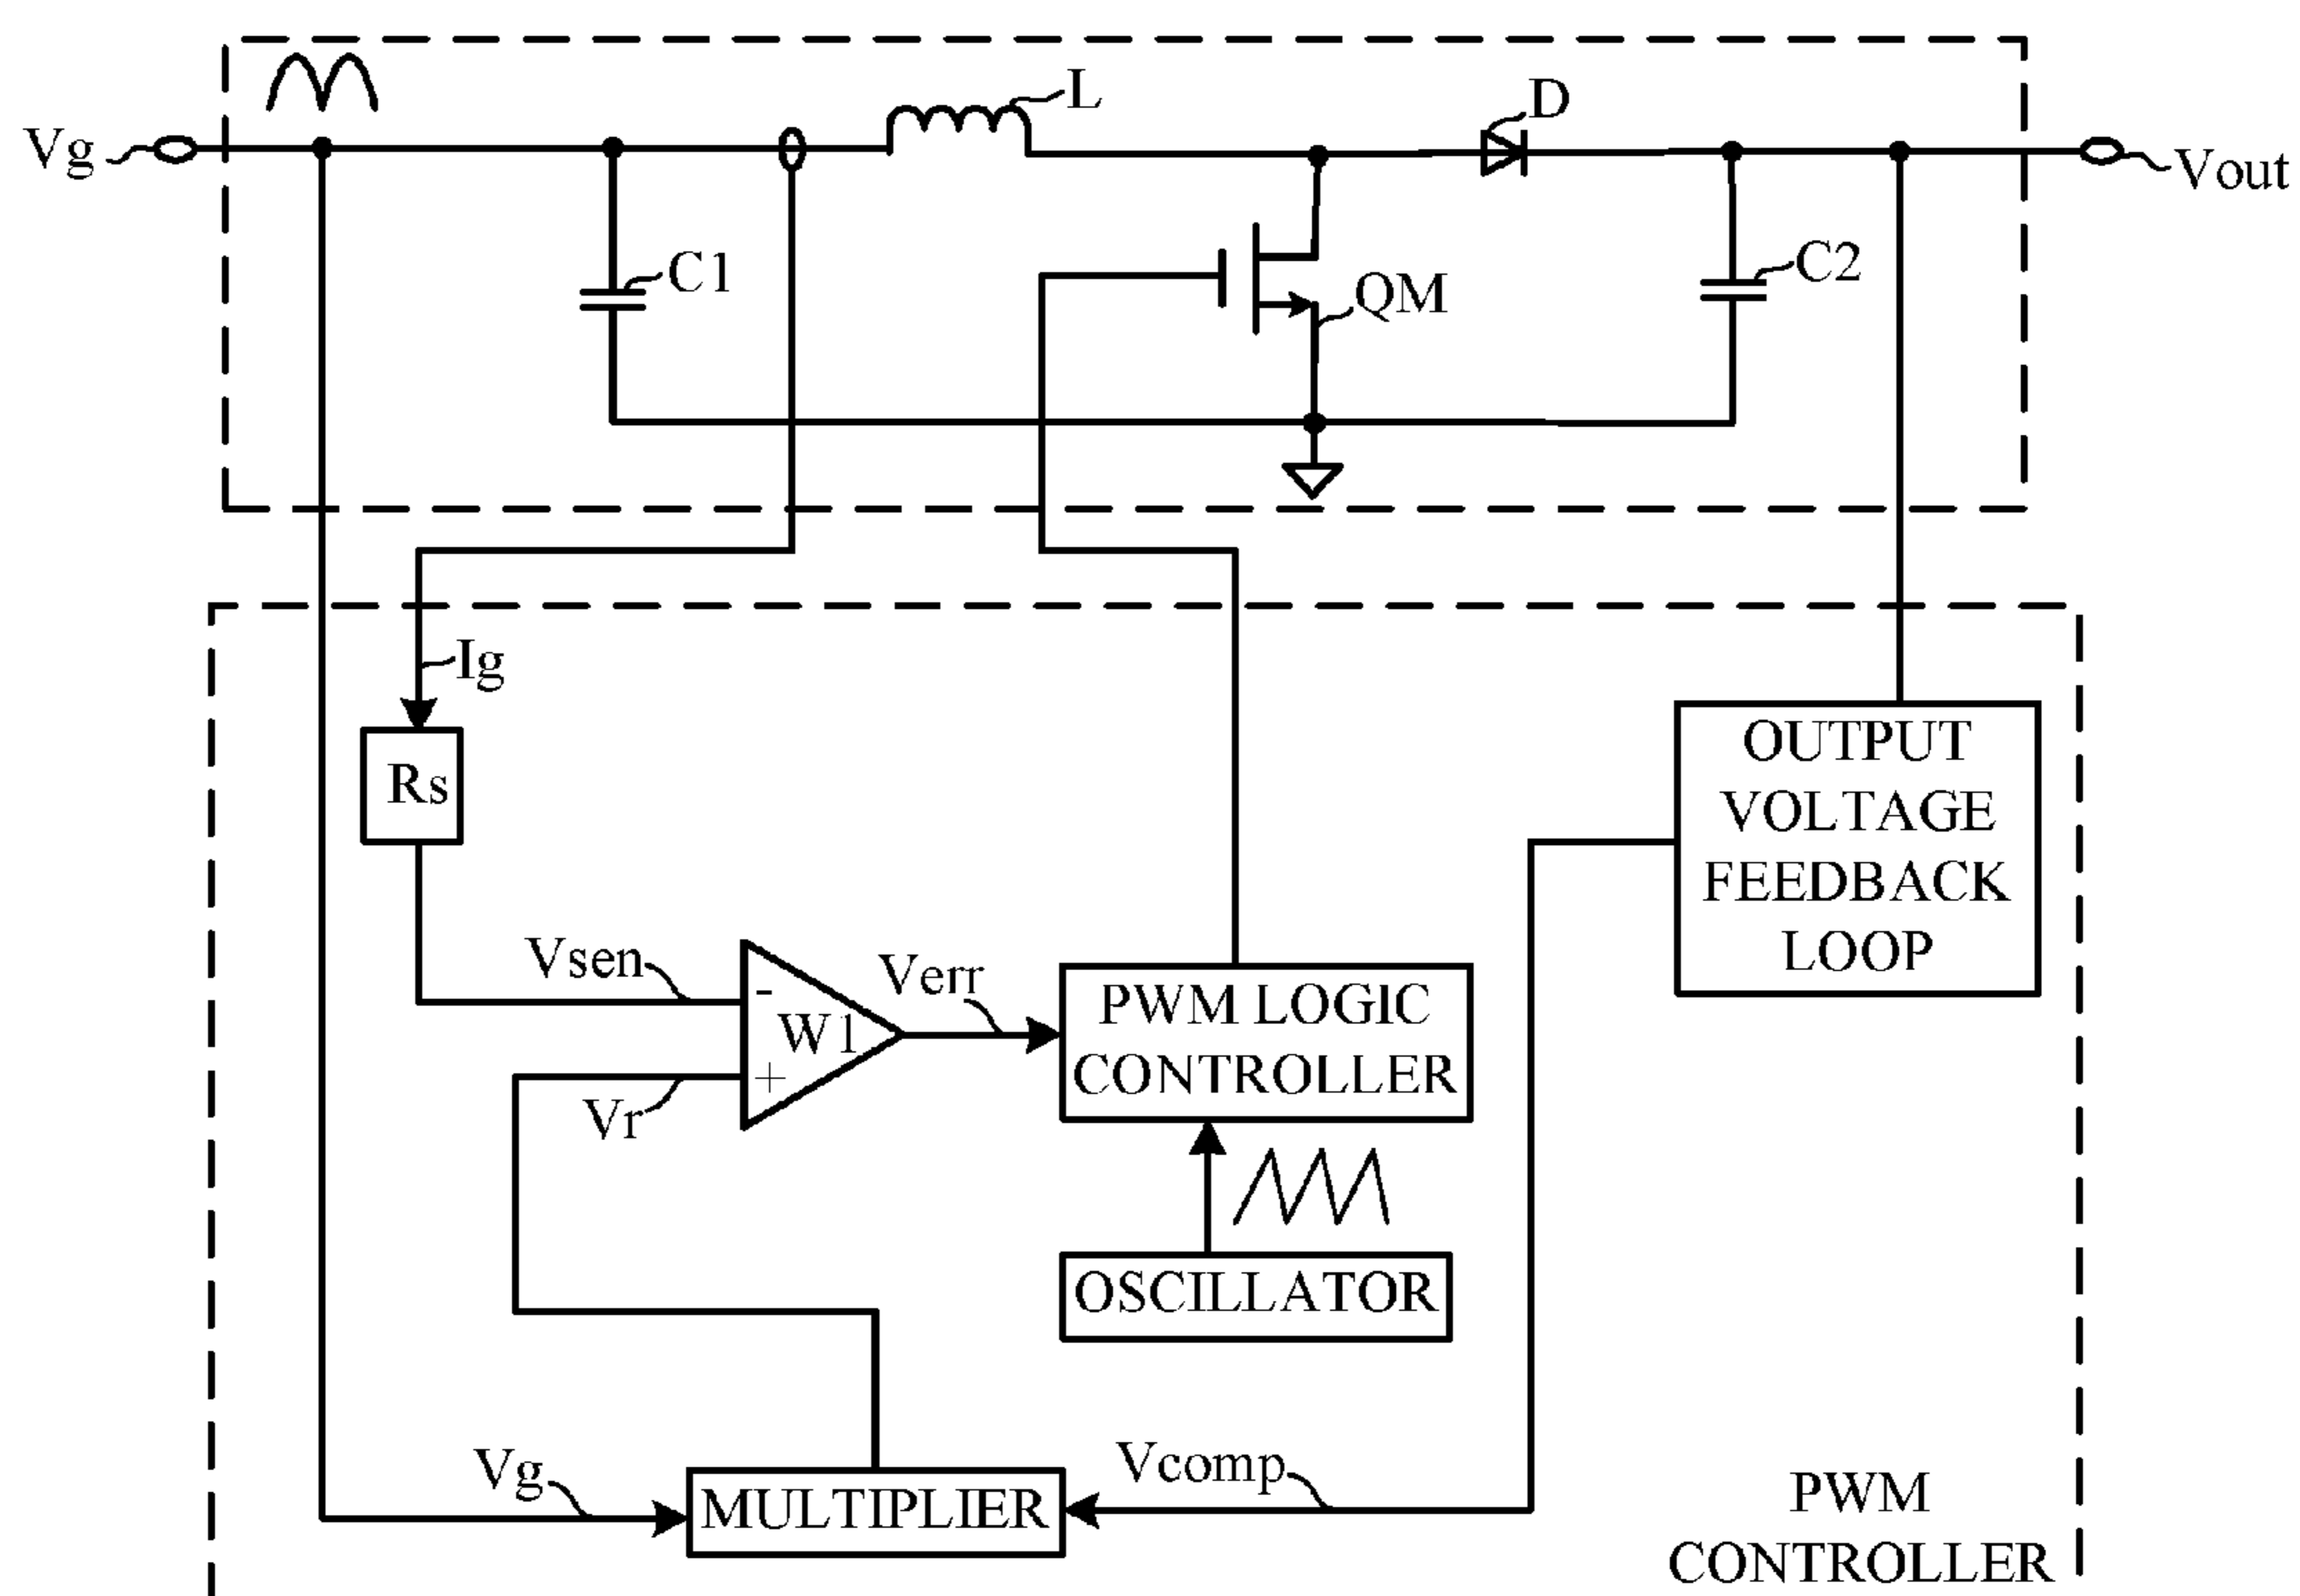 L
D
Vg
Vout
C1
C2
QM
Ig
OUTPUT
VOLTAGE
FEEDBACK
LOOP
Rs
Vsen
Verr
-
W1
+
PWM LOGIC
CONTROLLER
Vr
OSCILLATOR
Vg
Vcomp
MULTIPLIER
PWM
CONTROLLER